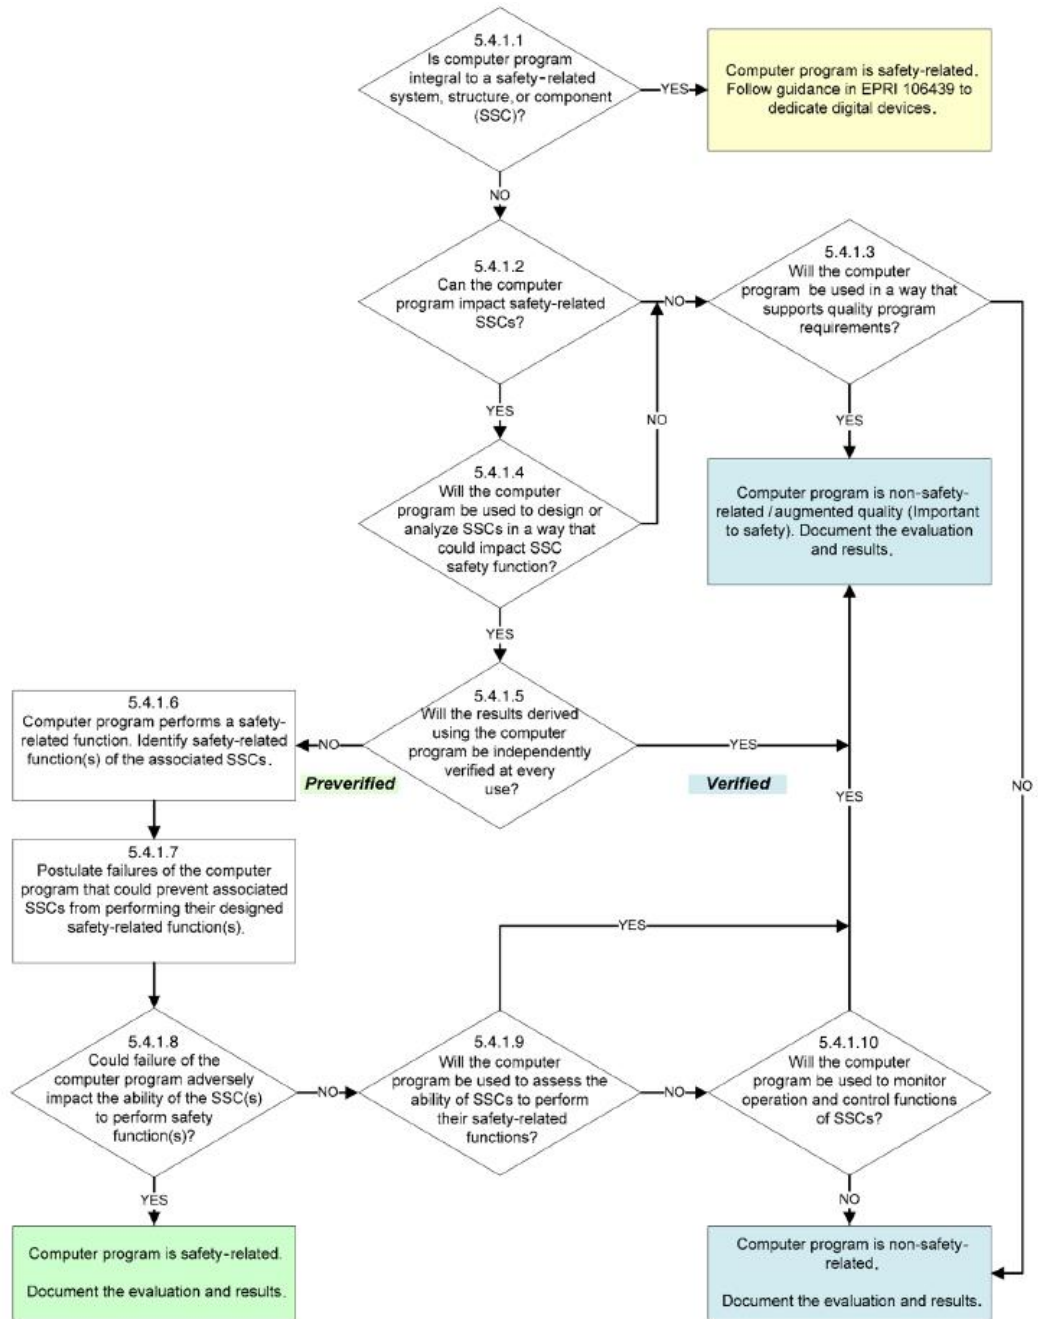 5.4.1.1
Is computer program
integral to a safety-related
system, structure, or component
(SSC)?
YES
Computer program is safety-related.
Follow guidance in EPRI 106439 to
dedicate digital devices.
NO
5.4.1.2
Can the computer
program impact safety-related
SSCs?
NO
5.4.1.3
Will the computer
program be used in a way that
supports quality program
requirements?
YES
NO
YES
5.4.1.4
Will the computer
program be used to design or
analyze SSCs in a way that
could impact SSC
safety function?
Computer program is non-safety-
related / augmented quality (Important
to safety). Document the evaluation
and results.
YES
5.4.1.5
Will the results derived
using the computer
program be independently
verified at every
use?
NO
Preverified
YES
Verified
5.4.1.6
Computer program performs a safety-
related function. Identify safety-related
function(s) of the associated SSCs.
YES
NO
5.4.1.7
Postulate failures of the computer
program that could prevent associated
SSCs from performing their designed
safety-related function(s).
YES
5.4.1.8
Could failure of the
computer program adversely
impact the ability of the SSC(s)
to perform safety
function(s)?
NO
5.4.1.9
Will the computer
program be used to assess the
ability of SSCs to perform
their safety-related
functions?
NO
5.4.1.10
Will the computer
program be used to monitor
operation and control functions
of SSCs?
YES
NO
Computer program is safety-related.
Document the evaluation and results.
Computer program is non-safety-
related.
Document the evaluation and results.